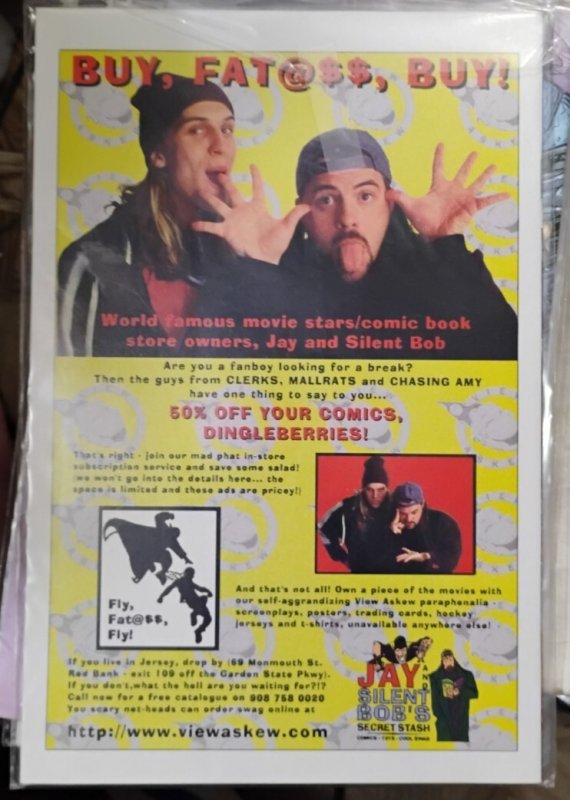 BUY, FAT@$$, BUY!
World famous movie stars/comic book
store owners, Jay and Silent Bob
Are you a fanboy looking for a break?
Then the guys from CLERKS, MALLRATS and CHASING AMY
have one thing to say to you...
50% OFF YOUR COMICS,
DINGLEBERRIES!
That's right - join our mad phat in-store
subscription service and save some salad!
(we won't go into the details here... the
space is limited and these ads are pricey!)
Fly,
Fat@$$,
Fly!
And that's not all! Own a piece of the movies with
our self-aggrandizing View Askew paraphenalia -
screenplays, posters, trading cards, hockey
jerseys and t-shirts, unavailable anywhere else!
If you live in Jersey, drop by (69 Monmouth St.
Red Bank - exit 109 off the Garden State Pkwy).
If you don't,what the hell are you waiting for?!?
Call now for a free catalogue on 908 758 0020
You scary net-heads can order swag online at
http://www.viewaskew.com
JAY AND
SILENT
BOB'S
SECRET STASH
COMICS - TOYS - COOL SWAG